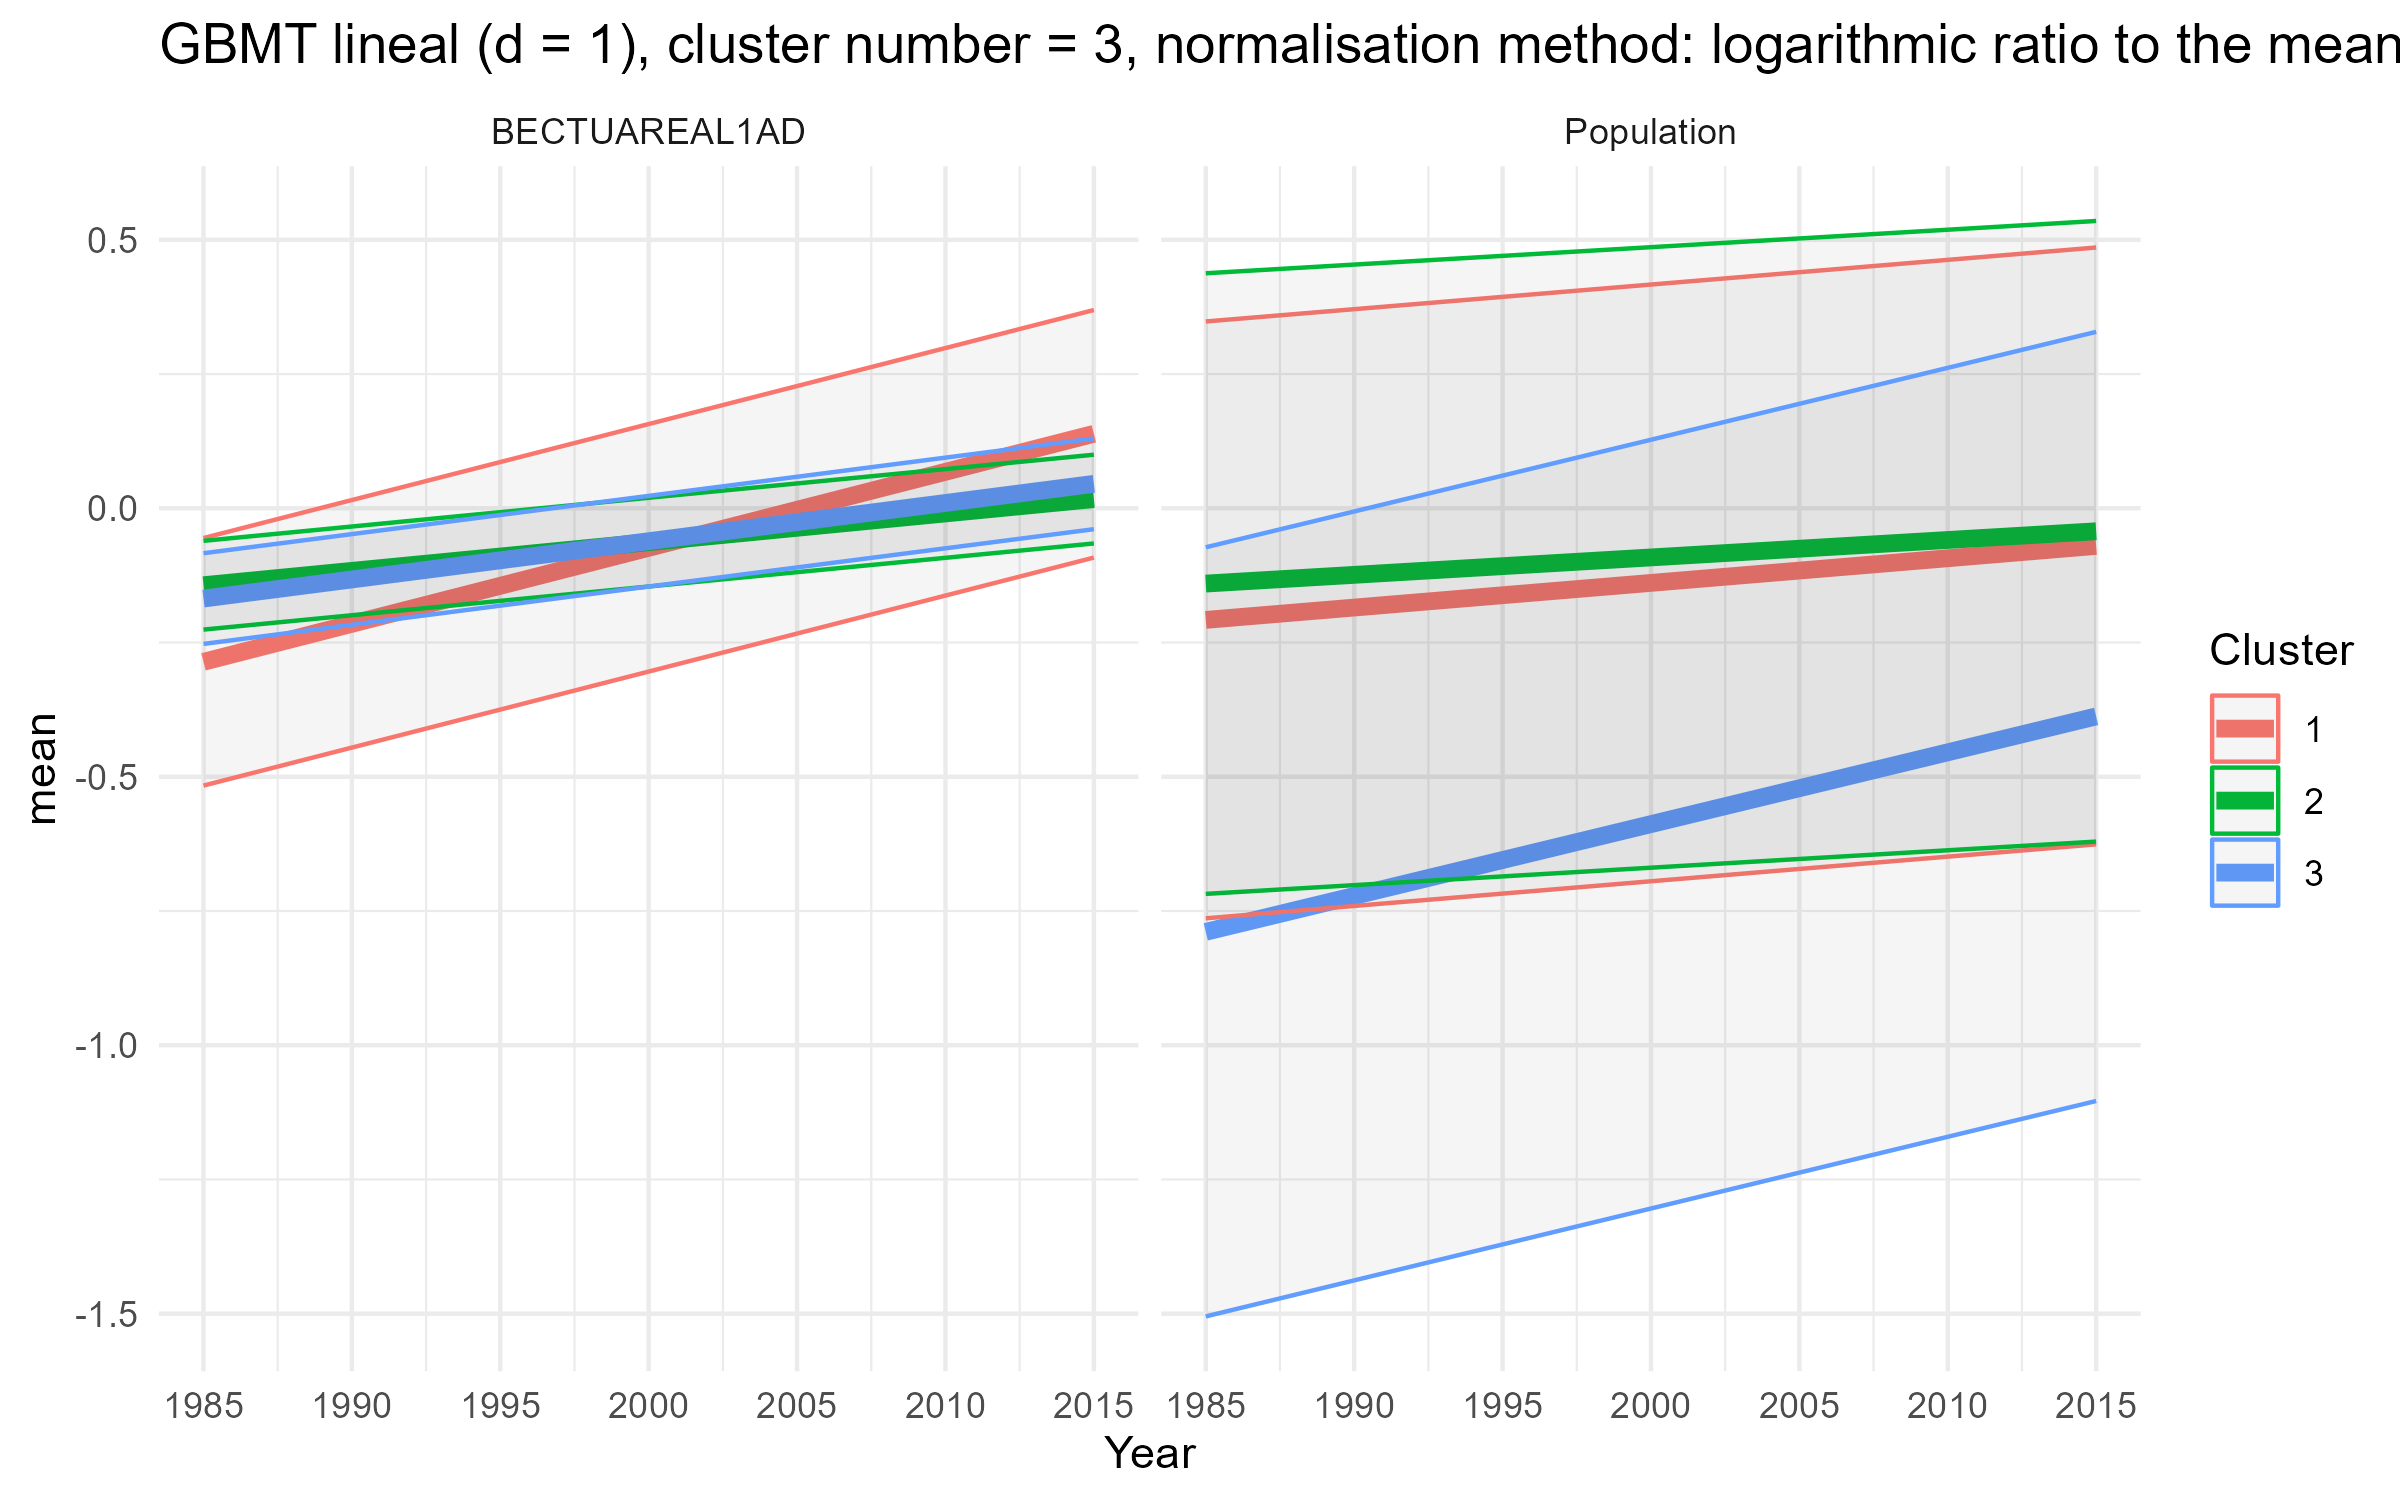 GBMT lineal (d = 1), cluster number = 3, normalisation method: logarithmic ratio to the mean
BECTUAREAL1AD
Population
0.5
0.0
-0.5
-1.0
-1.5
mean
1985 1990 1995 2000 2005 2010 2015
1985 1990 1995 2000 2005 2010 2015
Year
Cluster
1
2
3